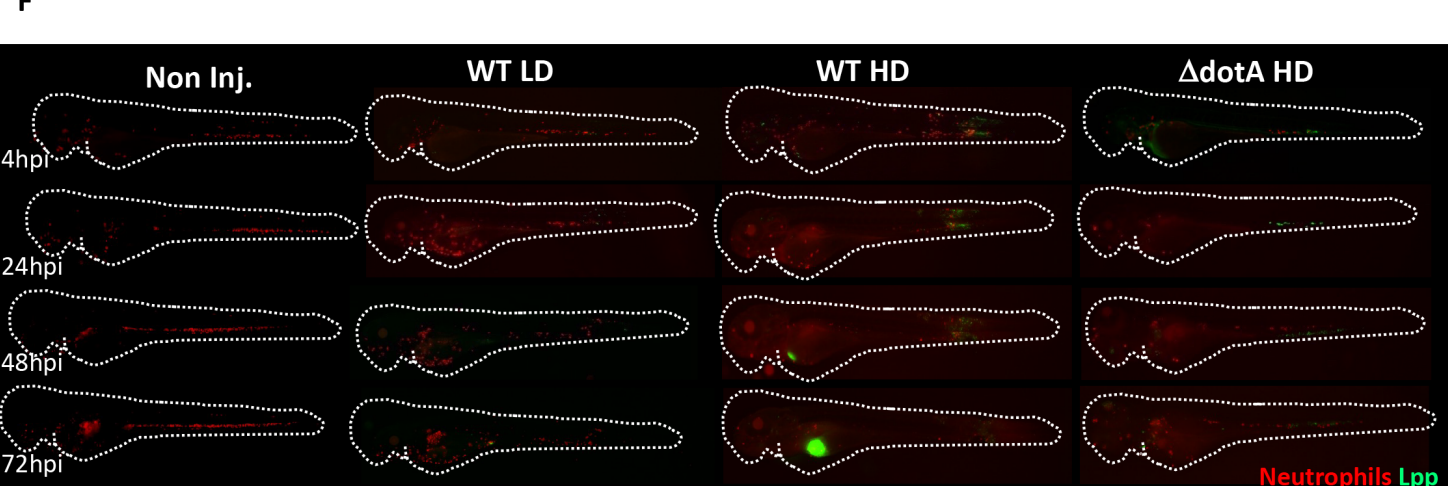 F
Non Inj. WT LD WT HD ΔdotA HD
4hpi
24hpi
48hpi
72hpi
Neutrophils Lpp